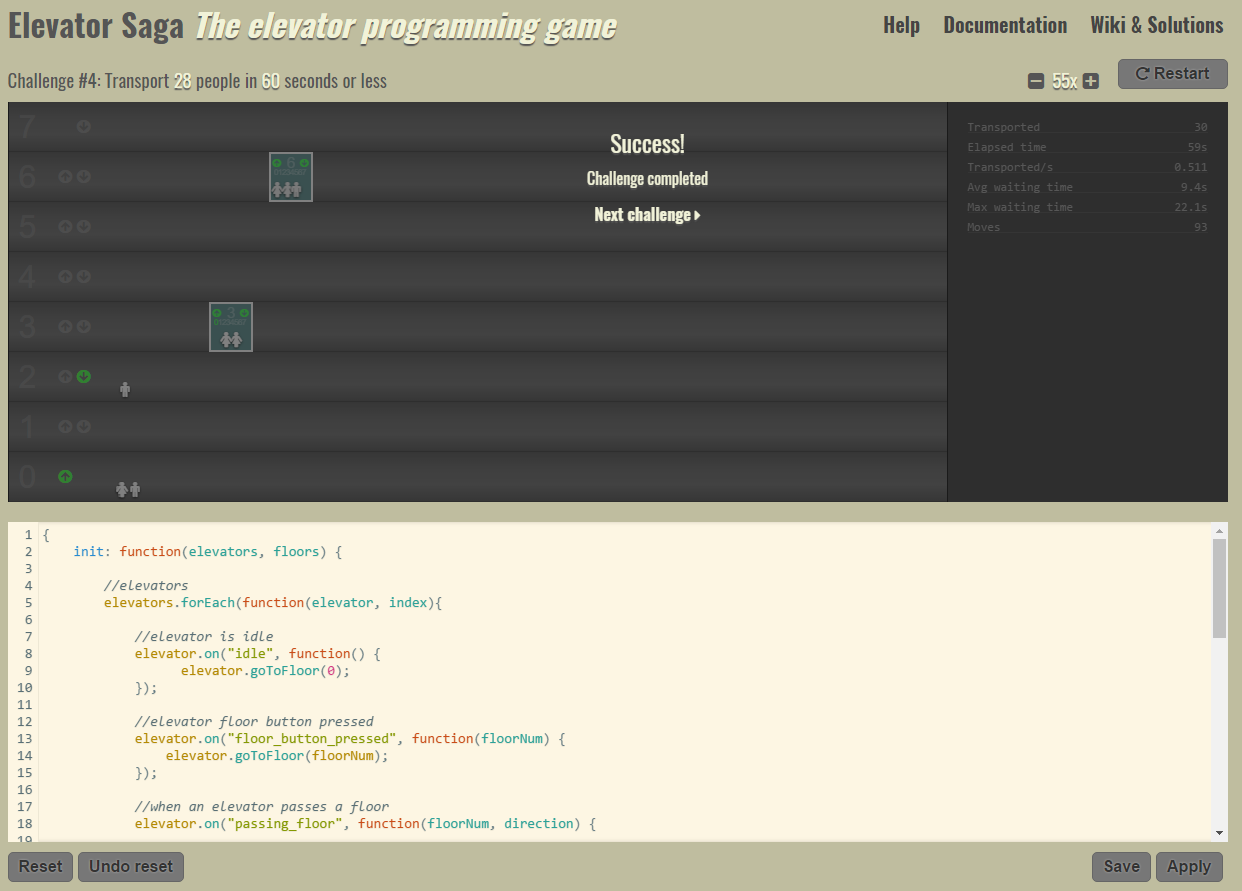 Elevator Saga The elevator programming game
Help Documentation Wiki & Solutions
Challenge #4: Transport 28 people in 60 seconds or less
55x
Restart
7
6
5
4
3
2
1
0
6
01234567
3
01234567
Success!
Challenge completed
Next challenge
Transported 30
Elapsed time 59s
Transported/s 0.511
Avg waiting time 9.4s
Max waiting time 22.1s
Moves 93
1 {
2 init: function(elevators, floors) {
3
4 //elevators
5 elevators.forEach(function(elevator, index){
6
7 //elevator is idle
8 elevator.on("idle", function() {
9 elevator.goToFloor(0);
10 });
11
12 //elevator floor button pressed
13 elevator.on("floor_button_pressed", function(floorNum) {
14 elevator.goToFloor(floorNum);
15 });
16
17 //when an elevator passes a floor
18 elevator.on("passing_floor", function(floorNum, direction) {
19
Reset Undo reset Save Apply